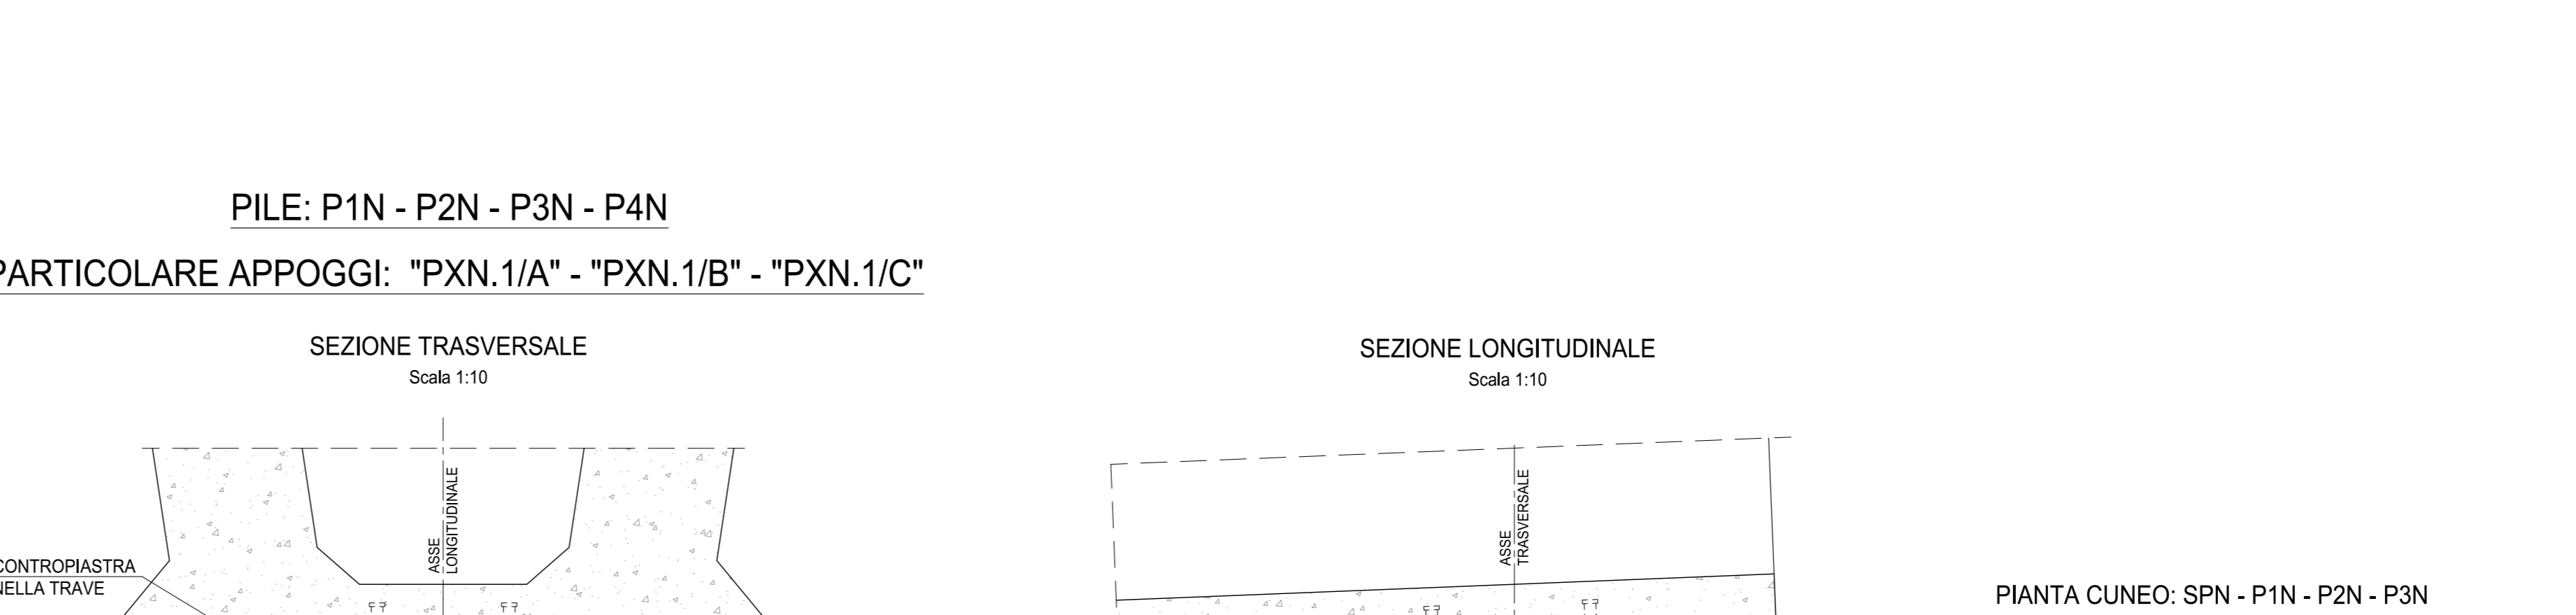 PILE: P1N - P2N - P3N - P4N
PARTICOLARE APPOGGI: "PXN.1/A" - "PXN.1/B" - "PXN.1/C"
SEZIONE TRASVERSALE
Scala 1:10
SEZIONE LONGITUDINALE
Scala 1:10
ASSE
LONGITUDINALE
ASSE
TRASVERSALE
CONTROPIASTRA
NELLA TRAVE
PIANTA CUNEO: SPN - P1N - P2N - P3N